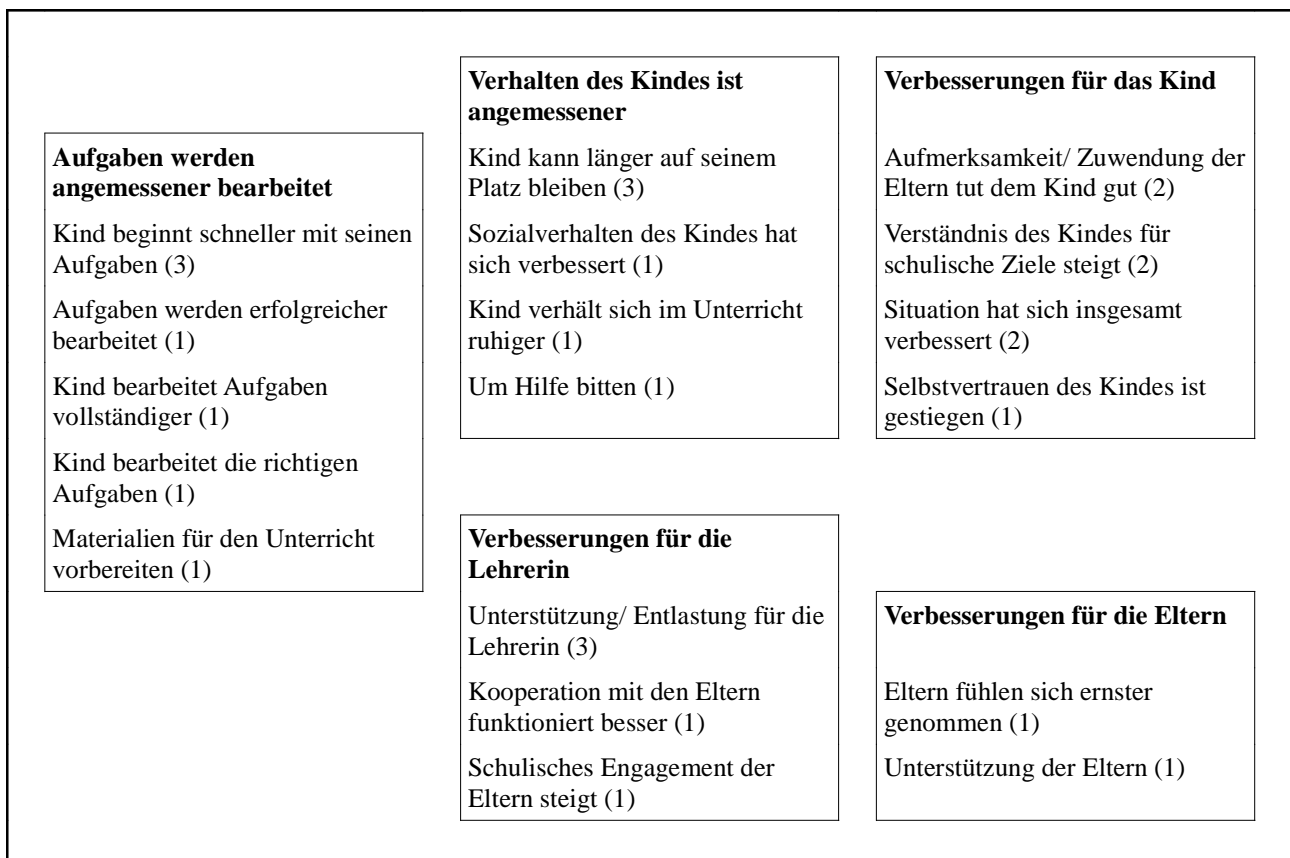 Aufgaben werden
angemessener bearbeitet
Kind beginnt schneller mit seinen
Aufgaben (3)
Aufgaben werden erfolgreicher
bearbeitet (1)
Kind bearbeitet Aufgaben
vollständiger (1)
Kind bearbeitet die richtigen
Aufgaben (1)
Materialien für den Unterricht
vorbereiten (1)
Verhalten des Kindes ist
angemessener
Kind kann länger auf seinem
Platz bleiben (3)
Sozialverhalten des Kindes hat
sich verbessert (1)
Kind verhält sich im Unterricht
ruhiger (1)
Um Hilfe bitten (1)
Verbesserungen für das Kind
Aufmerksamkeit/ Zuwendung der
Eltern tut dem Kind gut (2)
Verständnis des Kindes für
schulische Ziele steigt (2)
Situation hat sich insgesamt
verbessert (2)
Selbstvertrauen des Kindes ist
gestiegen (1)
Verbesserungen für die
Lehrerin
Unterstützung/ Entlastung für die
Lehrerin (3)
Kooperation mit den Eltern
funktioniert besser (1)
Schulisches Engagement der
Eltern steigt (1)
Verbesserungen für die Eltern
Eltern fühlen sich ernster
genommen (1)
Unterstützung der Eltern (1)